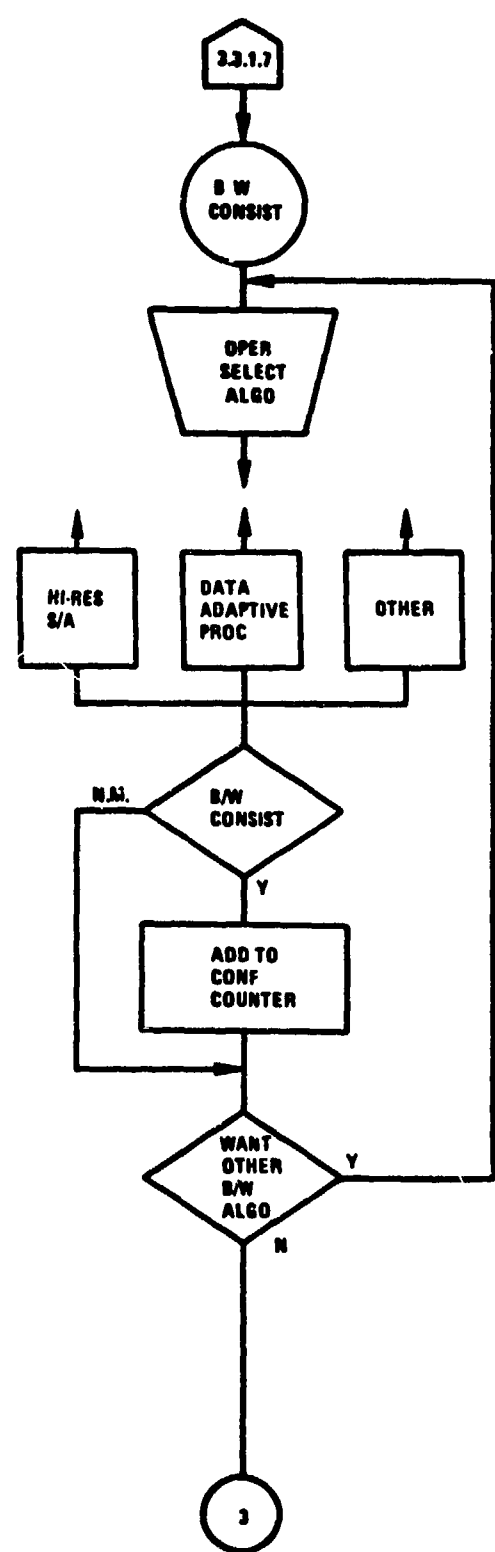 3.3.1.7
B W
CONSIST
OPER
SELECT
ALGO
HI-RES
S/A
DATA
ADAPTIVE
PROC
OTHER
N.M.
B/W
CONSIST
Y
ADD TO
CONF
COUNTER
WANT
OTHER
B/W
ALGO
Y
N
3